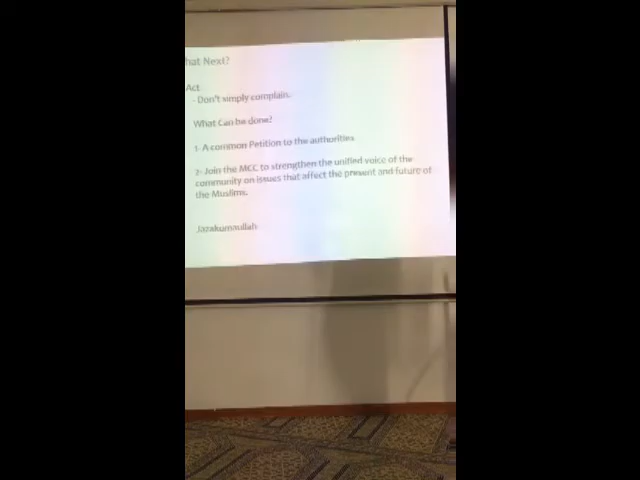 hat Next?
Act
- Don't simply complain.
What Can be done?
1- A common Petition to the authorities
2- Join the MCC to strengthen the unified voice of the
community on issues that affect the present and future of
the Muslims.
Jazakumaullah